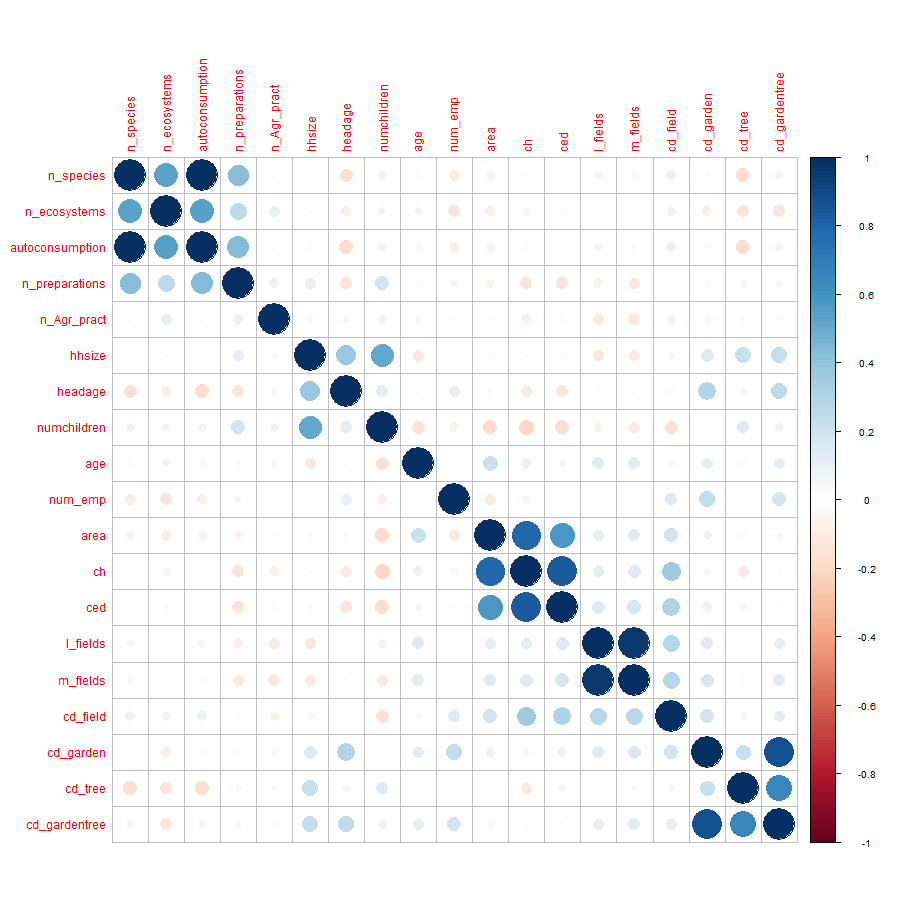 n_species
n_ecosystems
autoconsumption
n_preparations
n_Agr_pract
hhsize
headage
numchildren
age
num_emp
area
ch
ced
l_fields
m_fields
cd_field
cd_garden
cd_tree
cd_gardentree
n_species
n_ecosystems
autoconsumption
n_preparations
n_Agr_pract
hhsize
headage
numchildren
age
num_emp
area
ch
ced
l_fields
m_fields
cd_field
cd_garden
cd_tree
cd_gardentree
1
0.8
0.6
0.4
0.2
0
-0.2
-0.4
-0.6
-0.8
-1